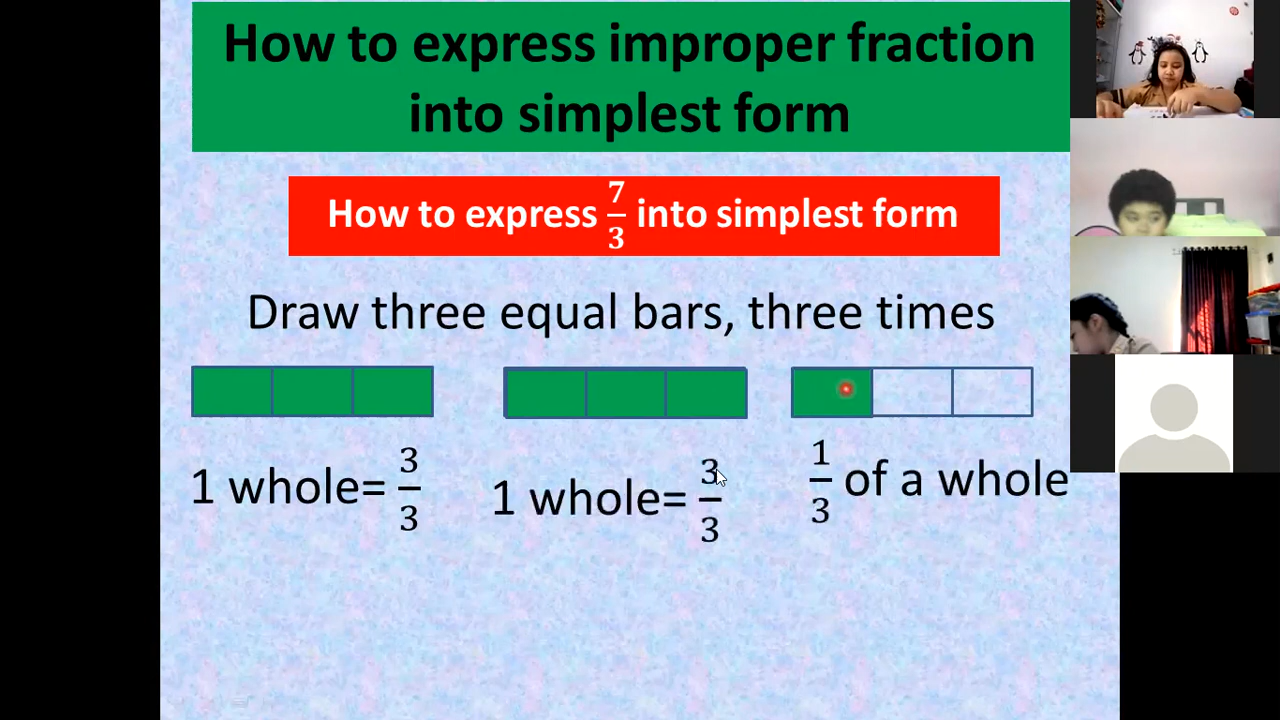 How to express improper fraction
into simplest form
How to express 7/3 into simplest form
Draw three equal bars, three times
1 whole= 3/3
1 whole= 3/3
1/3 of a whole